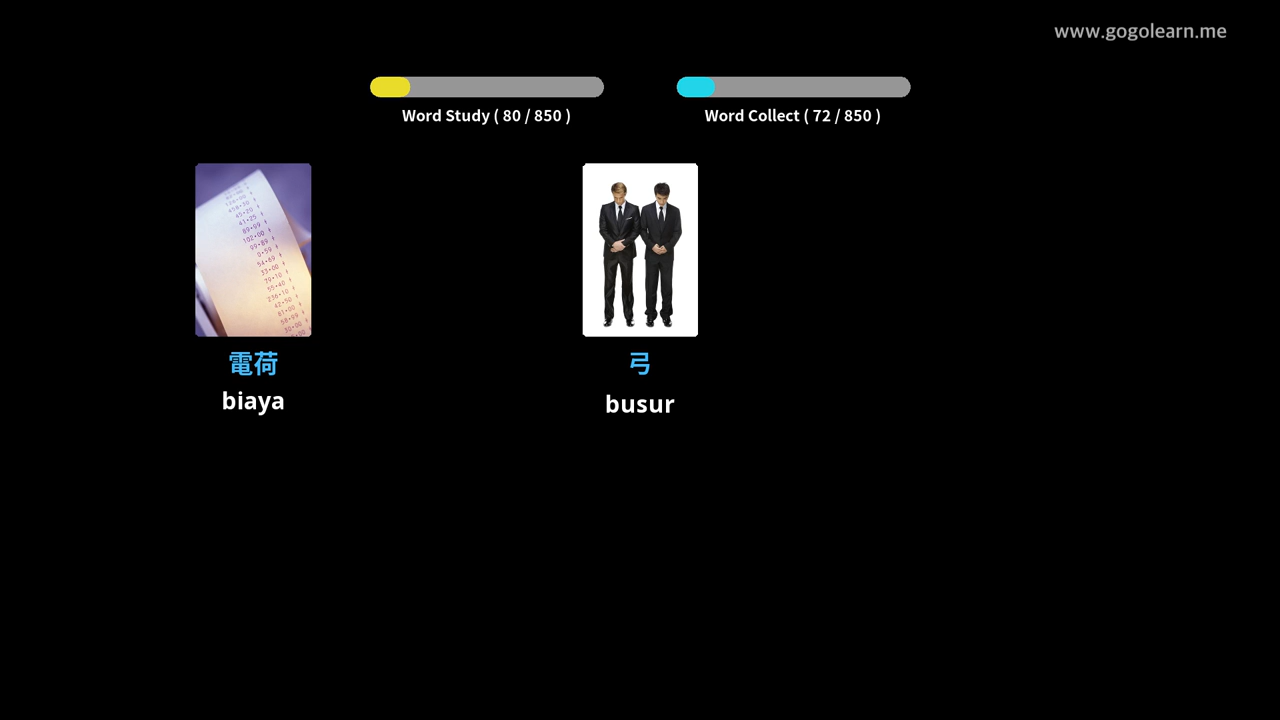 www.gogolearn.me
Word Study ( 80 / 850 )
Word Collect ( 72 / 850 )
電荷
biaya
弓
busur